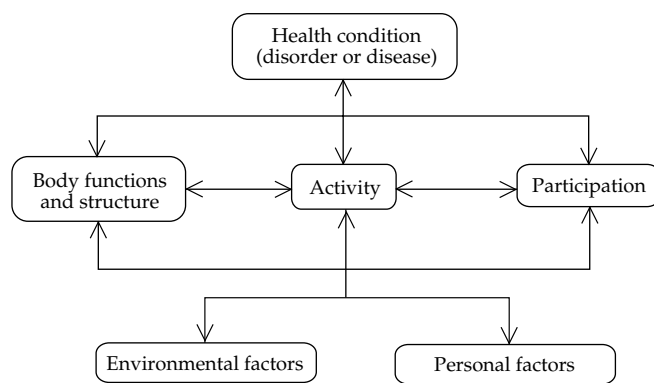 Health condition
(disorder or disease)
Body functions
and structure
Activity
Participation
Environmental factors
Personal factors